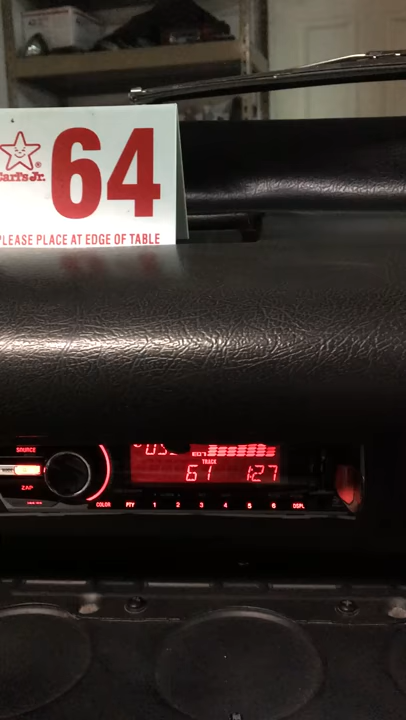 64
Carl's Jr.®
PLEASE PLACE AT EDGE OF TABLE
SOURCE
EQ7
TRACK
61 1:27
ZAP
COLOR PTY 1 2 3 4 5 6 DSPL